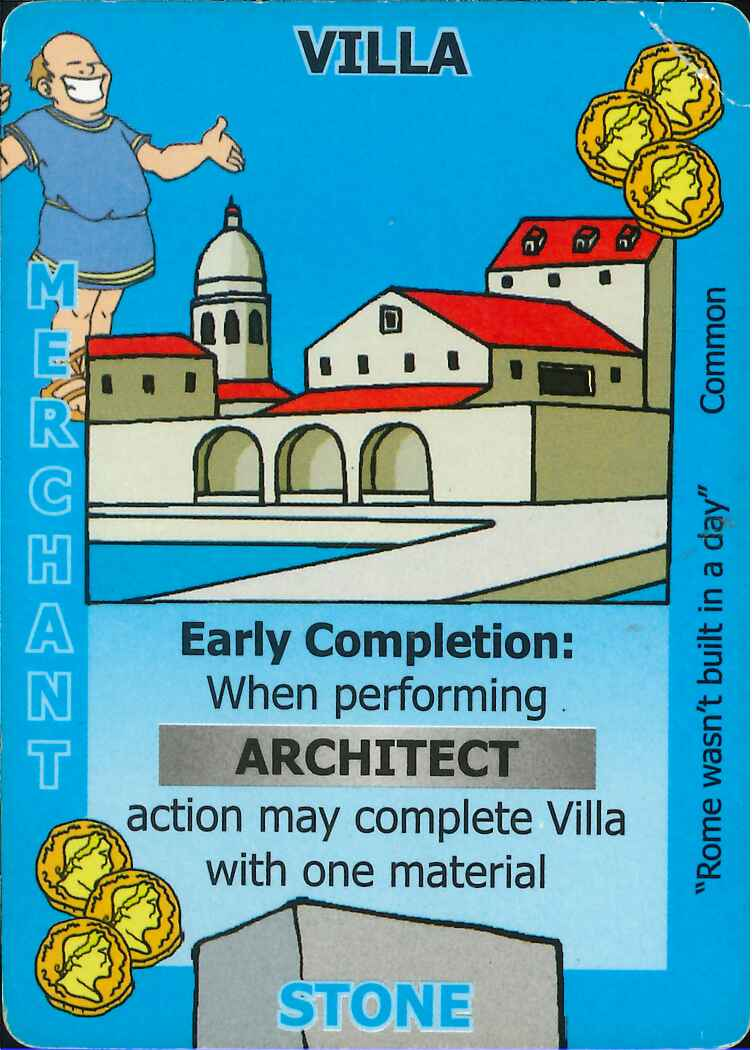 VILLA
MERCHANT
Early Completion:
When performing
ARCHITECT
action may complete Villa
with one material
STONE
"Rome wasn't built in a day" Common